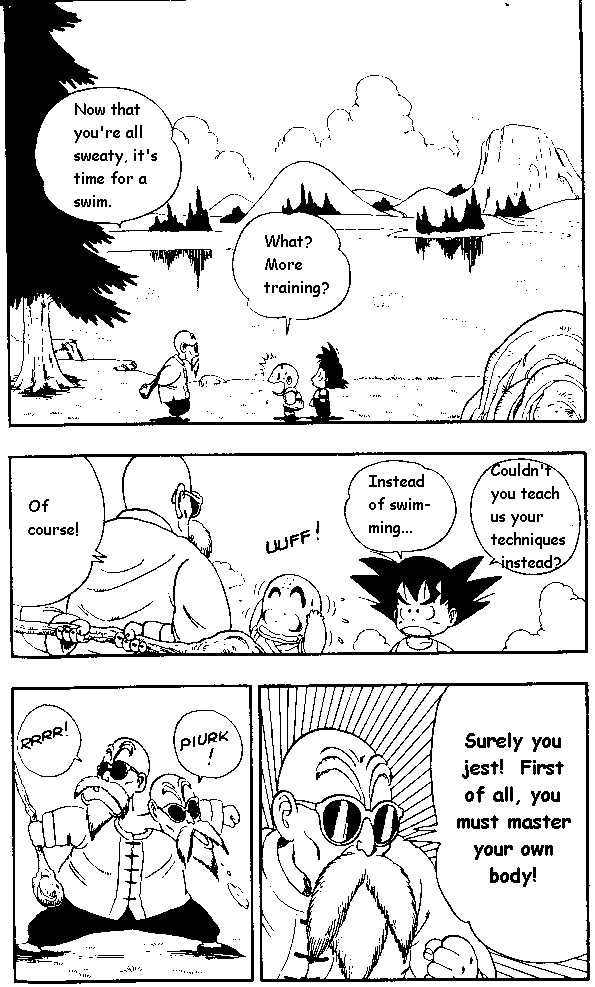 Now that
you're all
sweaty, it's
time for a
swim.
What?
More
training?
Of
course!
UUFF!
Instead
of swim-
ming...
Couldn't
you teach
us your
techniques
instead?
RRRR!
PIURK
!
Surely you
jest! First
of all, you
must master
your own
body!